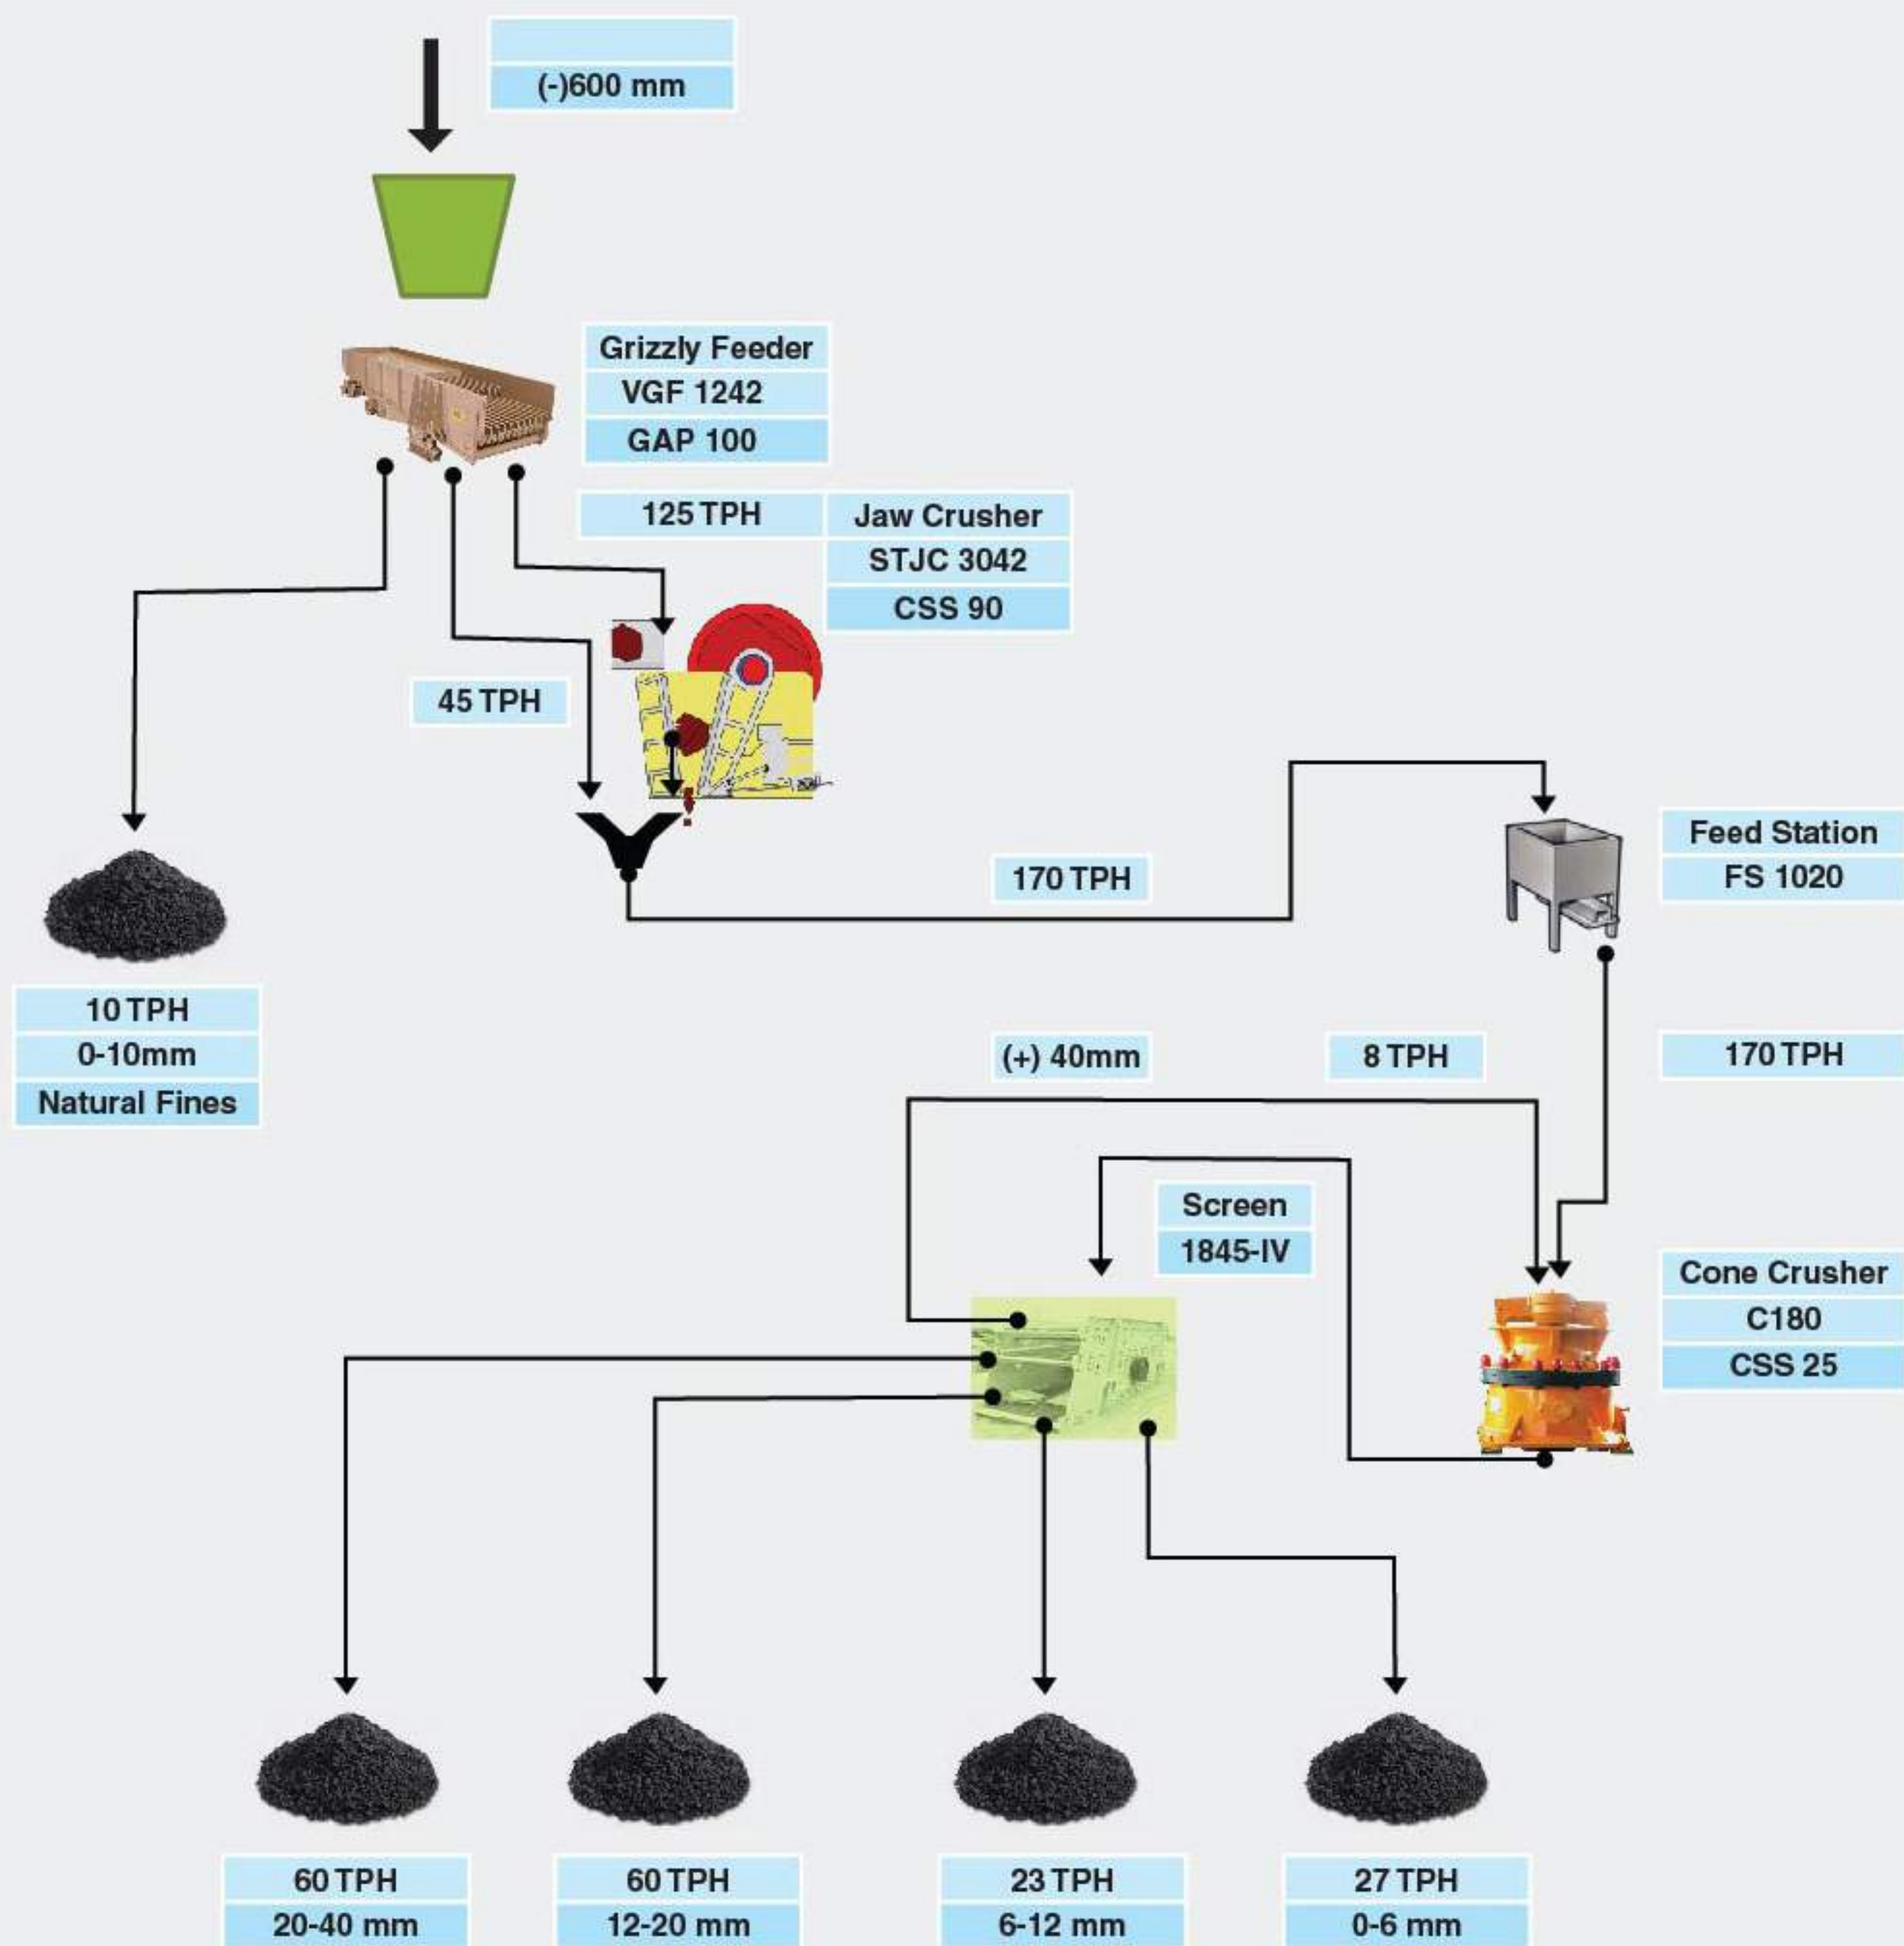 (-)600 mm
Grizzly Feeder
VGF 1242
GAP 100
125 TPH
Jaw Crusher
STJC 3042
CSS 90
45 TPH
170 TPH
Feed Station
FS 1020
10 TPH
0-10mm
Natural Fines
(+) 40mm
8 TPH
170 TPH
Screen
1845-IV
Cone Crusher
C180
CSS 25
60 TPH
20-40 mm
60 TPH
12-20 mm
23 TPH
6-12 mm
27 TPH
0-6 mm